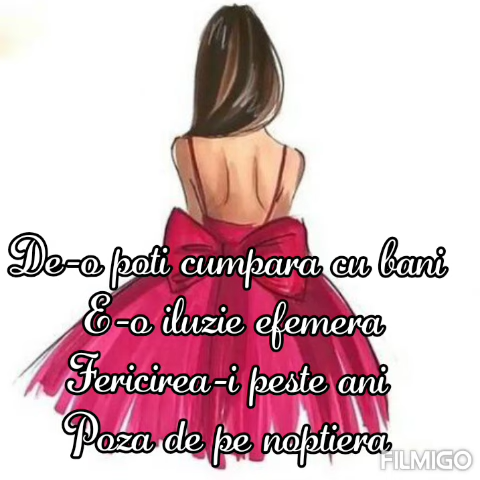 De-o poti cumpara cu bani
E-o iluzie efemera
Fericirea-i peste ani
Poza de pe noptiera
FILMIGO